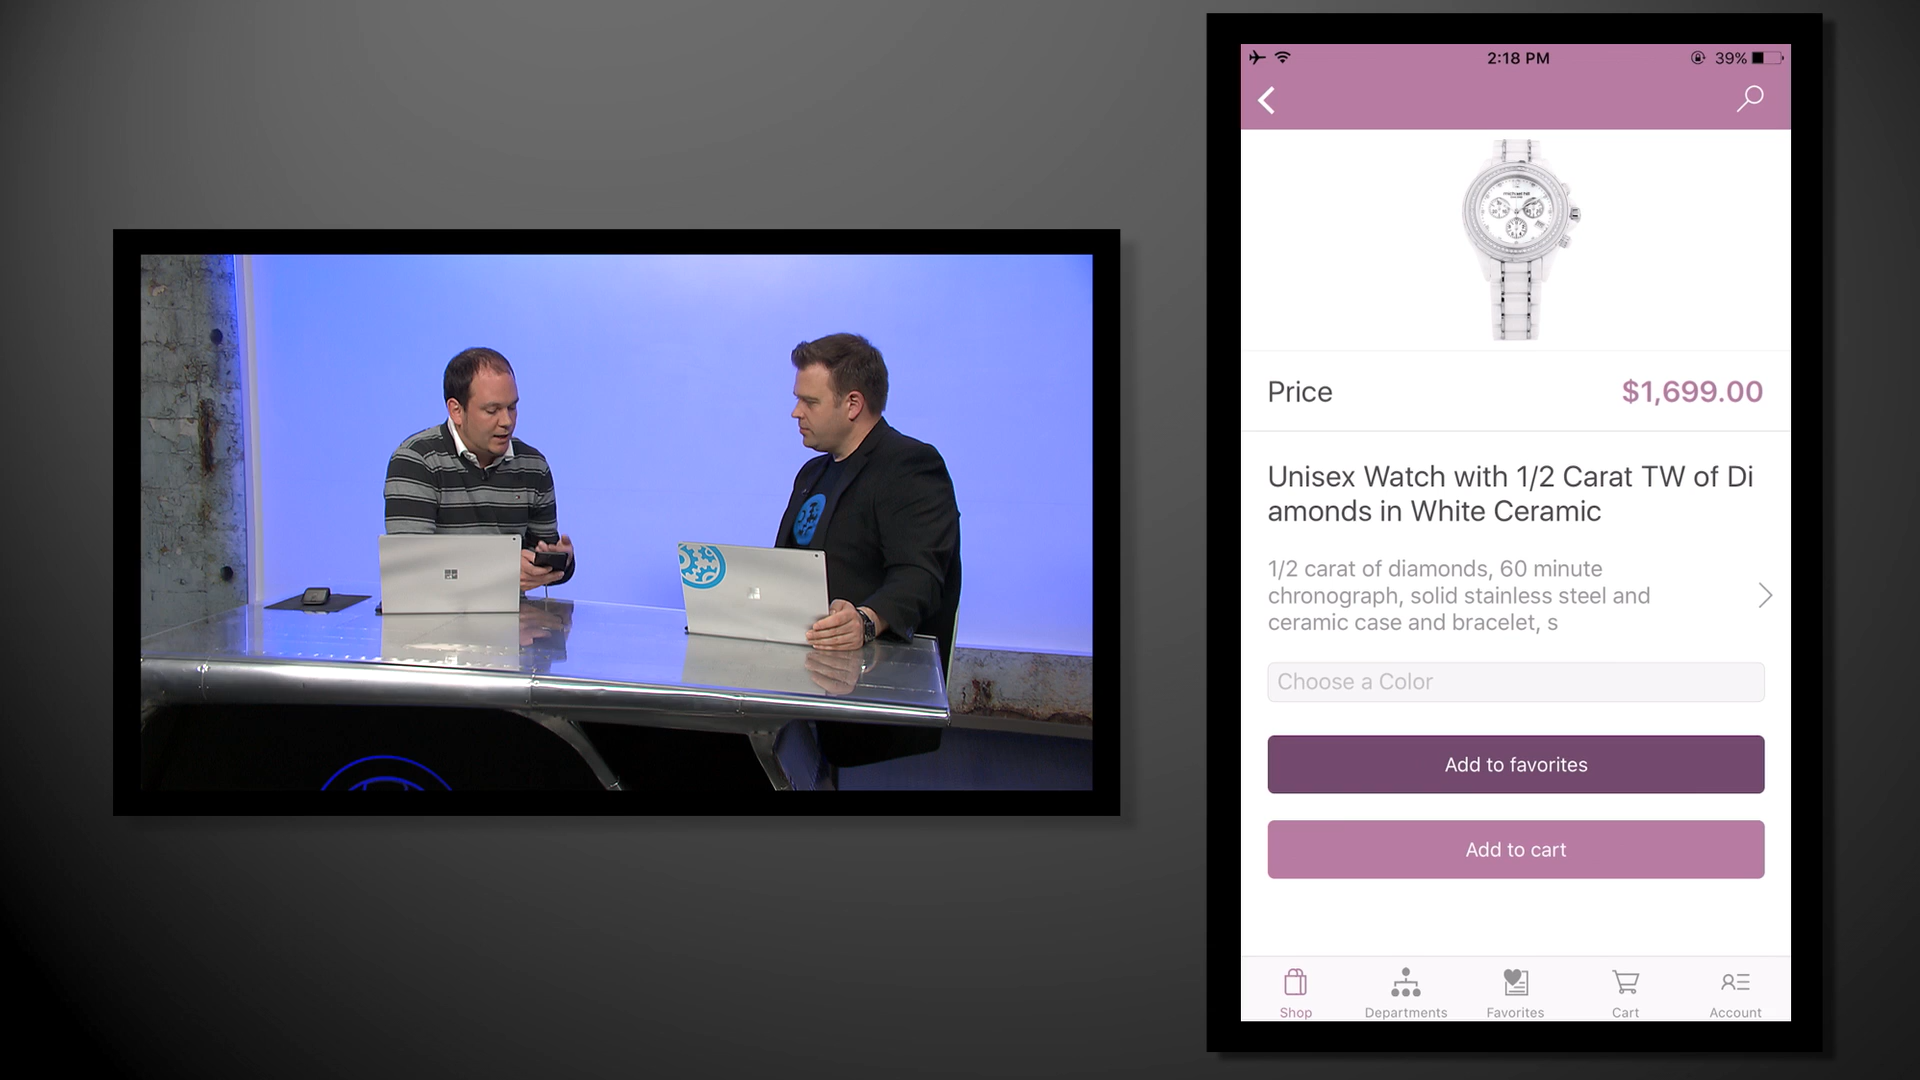 2:18 PM
39%
michael hill
Price
$1,699.00
Unisex Watch with 1/2 Carat TW of Di
amonds in White Ceramic
1/2 carat of diamonds, 60 minute
chronograph, solid stainless steel and
ceramic case and bracelet, s
Choose a Color
Add to favorites
Add to cart
Shop
Departments
Favorites
Cart
Account